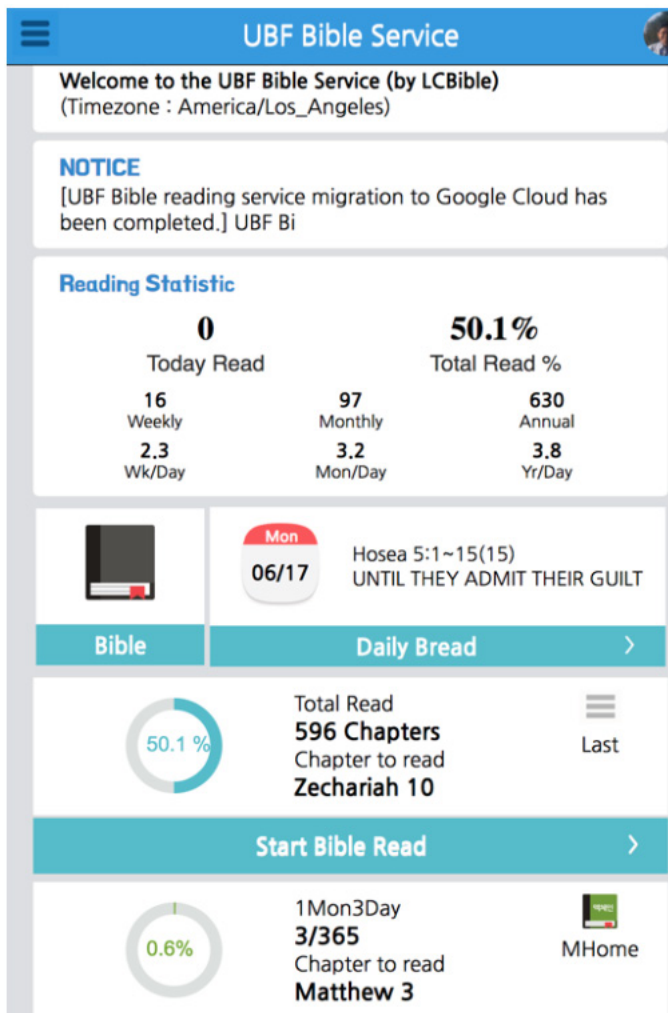 UBF Bible Service
Welcome to the UBF Bible Service (by LCBible)
(Timezone : America/Los_Angeles)
NOTICE
[UBF Bible reading service migration to Google Cloud has
been completed.] UBF Bi
Reading Statistic
0
Today Read
50.1%
Total Read %
16
Weekly
97
Monthly
630
Annual
2.3
Wk/Day
3.2
Mon/Day
3.8
Yr/Day
Bible
Mon
06/17
Hosea 5:1~15(15)
UNTIL THEY ADMIT THEIR GUILT
Daily Bread
50.1 %
Total Read
596 Chapters
Chapter to read
Zechariah 10
Last
Start Bible Read
0.6%
1Mon3Day
3/365
Chapter to read
Matthew 3
MHome